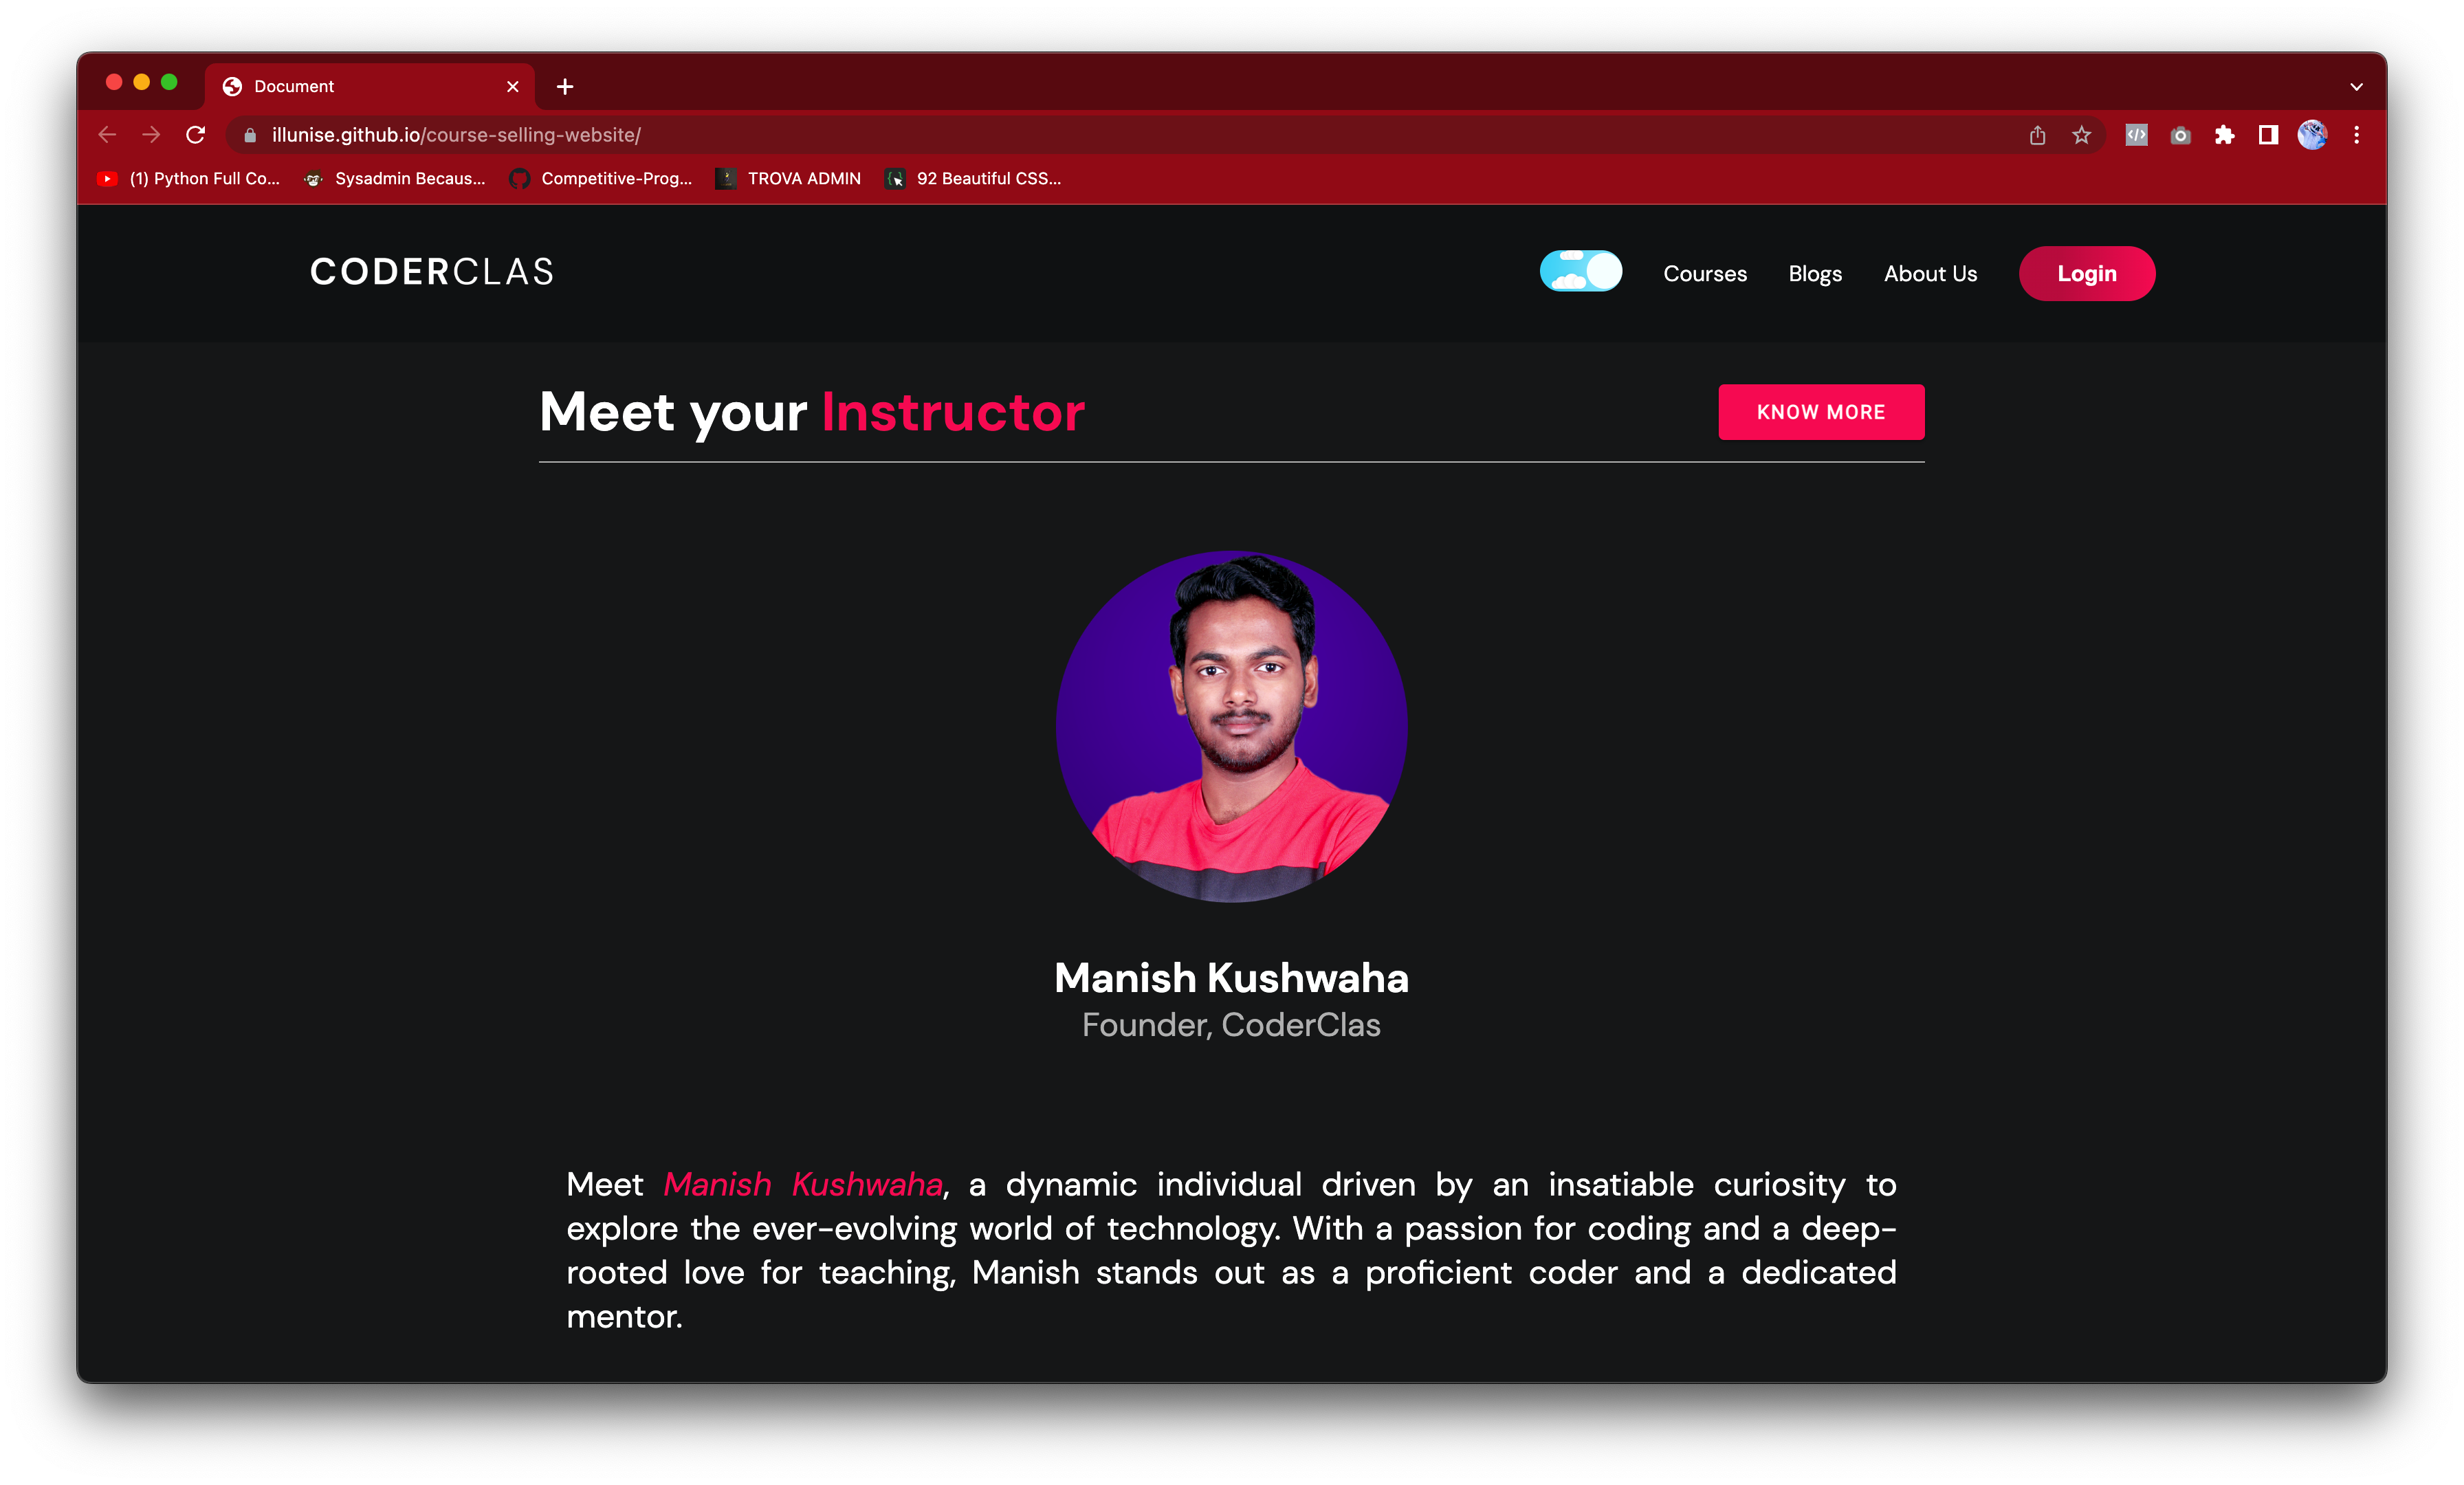 Document
illunise.github.io/course-selling-website/
(1) Python Full Co... Sysadmin Becaus... Competitive-Prog... TROVA ADMIN 92 Beautiful CSS...
CODERCLAS Courses Blogs About Us Login
Meet your Instructor KNOW MORE
Manish Kushwaha
Founder, CoderClas
Meet Manish Kushwaha, a dynamic individual driven by an insatiable curiosity to
explore the ever-evolving world of technology. With a passion for coding and a deep-
rooted love for teaching, Manish stands out as a proficient coder and a dedicated
mentor.